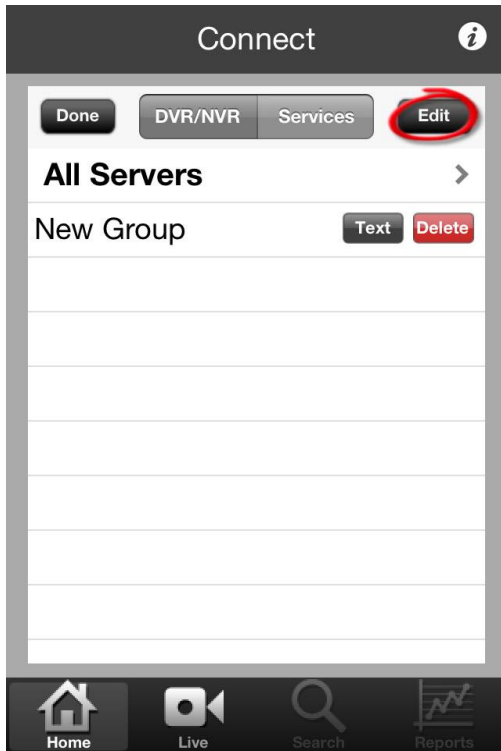 Connect
Done DVR/NVR Services Edit
All Servers
New Group Text Delete
Home Live Search Reports